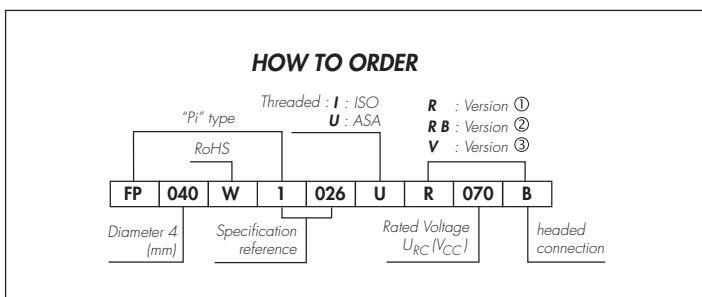 HOW TO ORDER
Threaded : I : ISO
U : ASA
R : Version ①
R B : Version ②
V : Version ③
"Pi" type
RoHS
FP 040 W 1 026 U R 070 B
Diameter 4
(mm)
Specification
reference
Rated Voltage
URC (VCC)
headed
connection